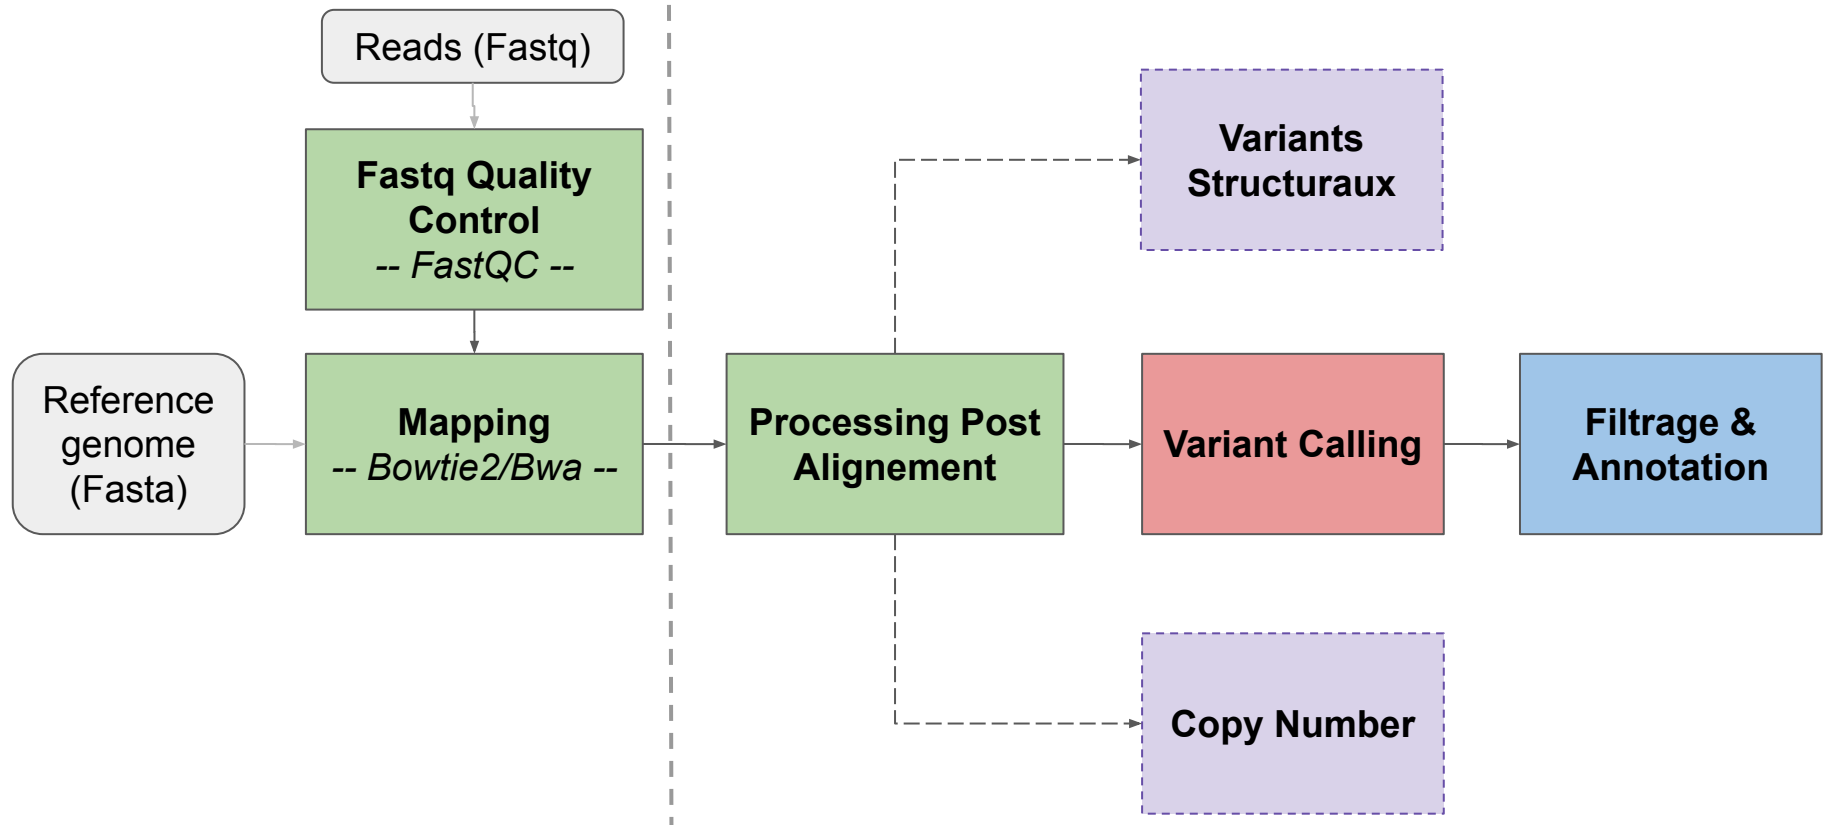 Reads (Fastq)
Fastq Quality
Control
-- FastQC --
Reference
genome
(Fasta)
Mapping
-- Bowtie2/Bwa --
Processing Post
Alignement
Variants
Structuraux
Variant Calling
Filtrage &
Annotation
Copy Number